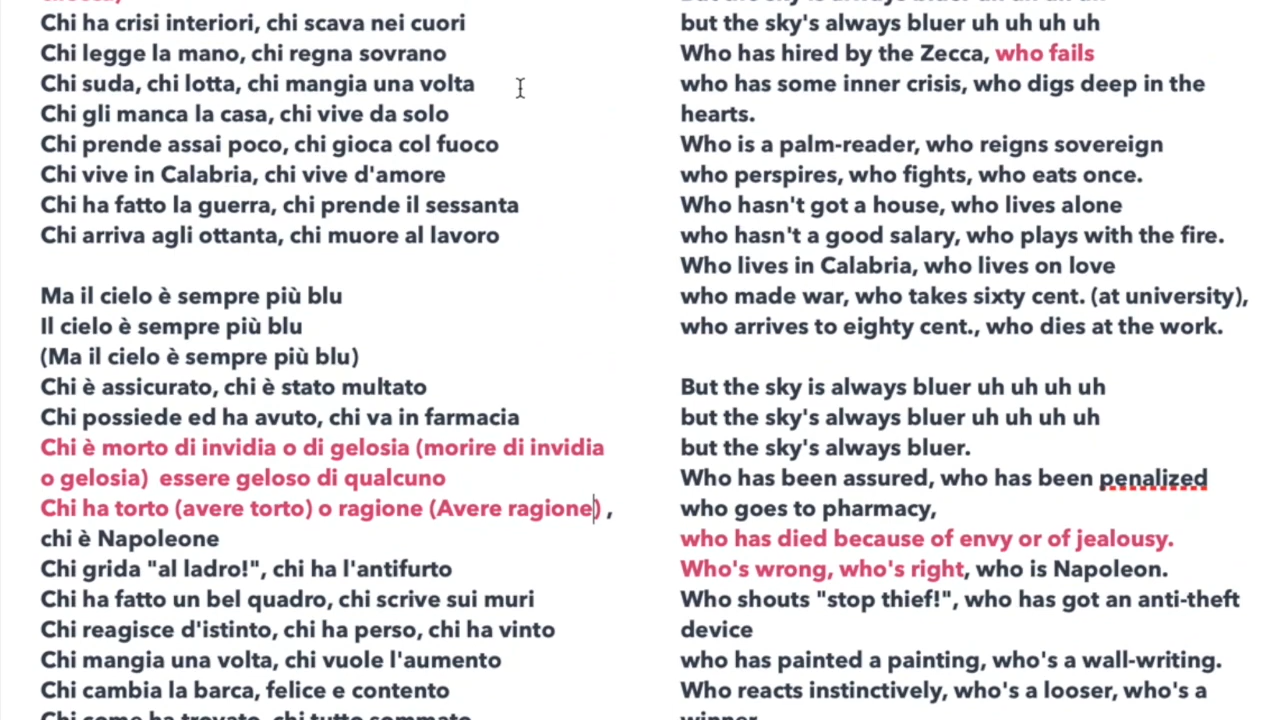 Chi ha crisi interiori, chi scava nei cuori
Chi legge la mano, chi regna sovrano
Chi suda, chi lotta, chi mangia una volta
Chi gli manca la casa, chi vive da solo
Chi prende assai poco, chi gioca col fuoco
Chi vive in Calabria, chi vive d'amore
Chi ha fatto la guerra, chi prende il sessanta
Chi arriva agli ottanta, chi muore al lavoro
Ma il cielo è sempre più blu
Il cielo è sempre più blu
(Ma il cielo è sempre più blu)
Chi è assicurato, chi è stato multato
Chi possiede ed ha avuto, chi va in farmacia
Chi è morto di invidia o di gelosia (morire di invidia
o gelosia)  essere geloso di qualcuno
Chi ha torto (avere torto) o ragione (Avere ragione) ,
chi è Napoleone
Chi grida "al ladro!", chi ha l'antifurto
Chi ha fatto un bel quadro, chi scrive sui muri
Chi reagisce d'istinto, chi ha perso, chi ha vinto
Chi mangia una volta, chi vuole l'aumento
Chi cambia la barca, felice e contento
Chi come ha trovato, chi tutto sommato
but the sky's always bluer uh uh uh uh
Who has hired by the Zecca, who fails
who has some inner crisis, who digs deep in the
hearts.
Who is a palm-reader, who reigns sovereign
who perspires, who fights, who eats once.
Who hasn't got a house, who lives alone
who hasn't a good salary, who plays with the fire.
Who lives in Calabria, who lives on love
who made war, who takes sixty cent. (at university),
who arrives to eighty cent., who dies at the work.
But the sky is always bluer uh uh uh uh
but the sky's always bluer uh uh uh uh
but the sky's always bluer.
Who has been assured, who has been penalized
who goes to pharmacy,
who has died because of envy or of jealousy.
Who's wrong, who's right, who is Napoleon.
Who shouts "stop thief!", who has got an anti-theft
device
who has painted a painting, who's a wall-writing.
Who reacts instinctively, who's a looser, who's a
winner